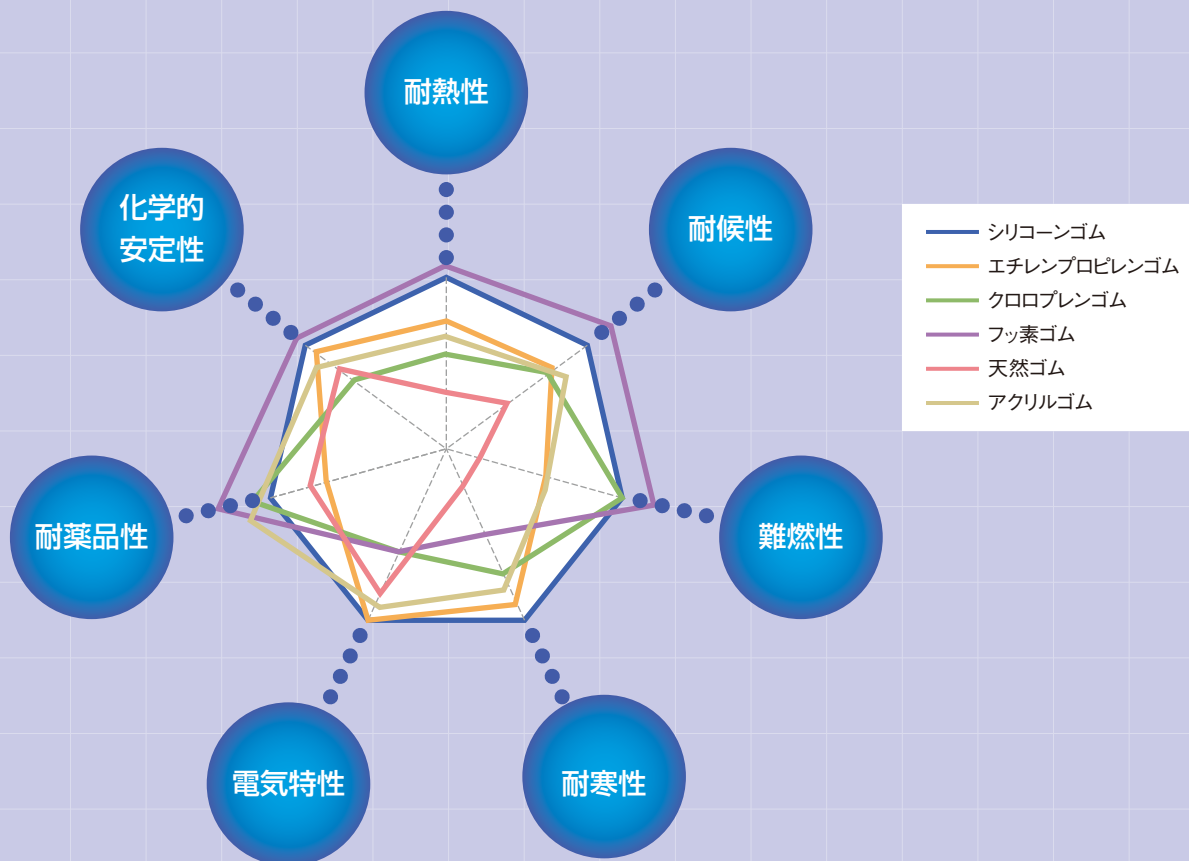 耐熱性
化学的
安定性
耐候性
シリコーンゴム
エチレンプロピレンゴム
クロロプレンゴム
フッ素ゴム
天然ゴム
アクリルゴム
耐薬品性
難燃性
電気特性
耐寒性